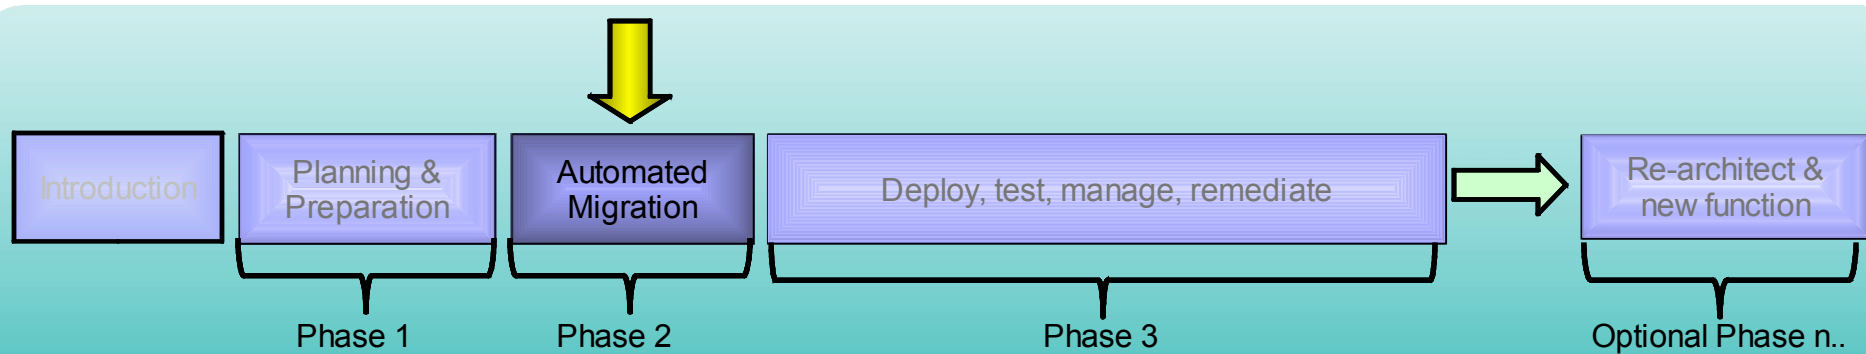 Introduction
Planning &
Preparation
Automated
Migration
Deploy, test, manage, remediate
Re-architect &
new function
Phase 1
Phase 2
Phase 3
Optional Phase n..